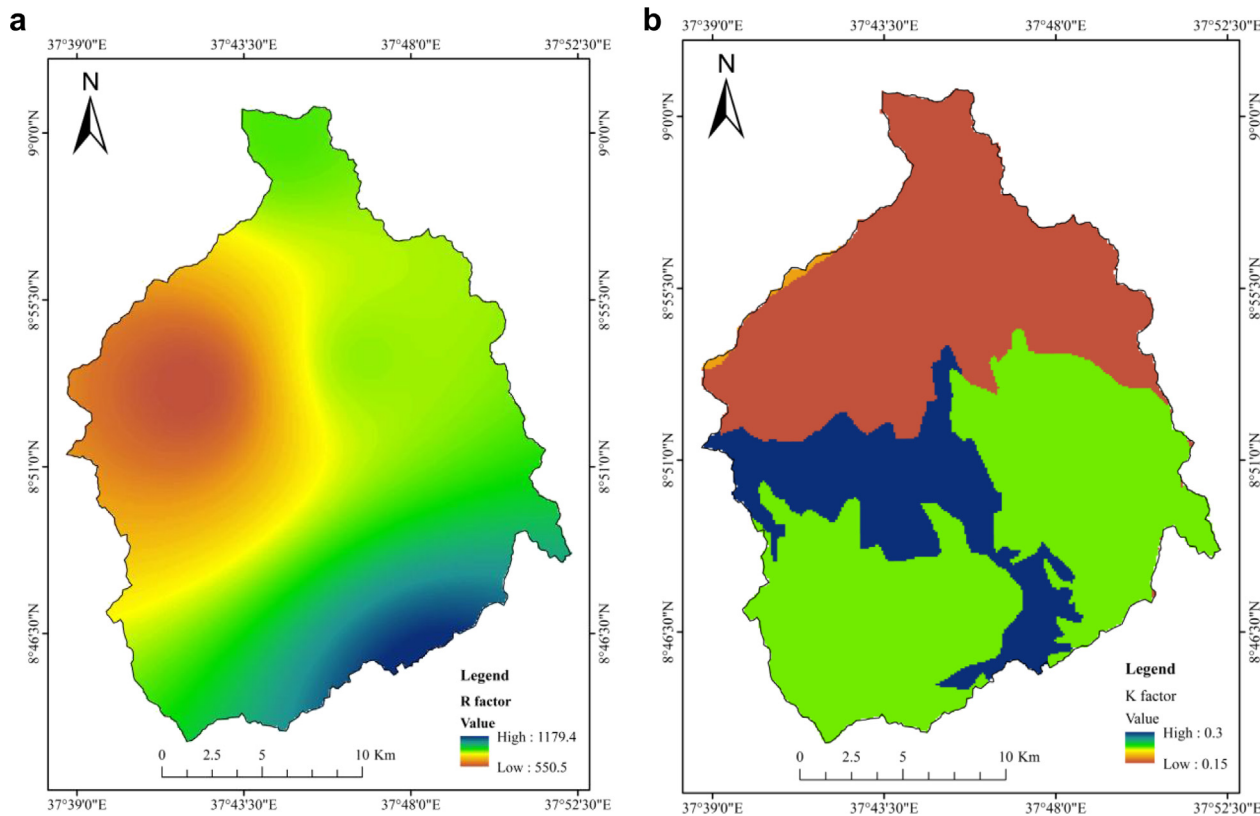 a
37°39'0"E 37°43'30"E 37°48'0"E 37°52'30"E
N
9°0'0"N 9°0'0"N
8°55'30"N 8°55'30"N
8°51'0"N 8°51'0"N
8°46'30"N 8°46'30"N
Legend
R factor
Value
High : 1179.4
Low : 550.5
0 2.5 5 10 Km
37°39'0"E 37°43'30"E 37°48'0"E 37°52'30"E
b
37°39'0"E 37°43'30"E 37°48'0"E 37°52'30"E
N
9°0'0"N 9°0'0"N
8°55'30"N 8°55'30"N
8°51'0"N 8°51'0"N
8°46'30"N 8°46'30"N
Legend
K factor
Value
High : 0.3
Low : 0.15
0 2.5 5 10 Km
37°39'0"E 37°43'30"E 37°48'0"E 37°52'30"E